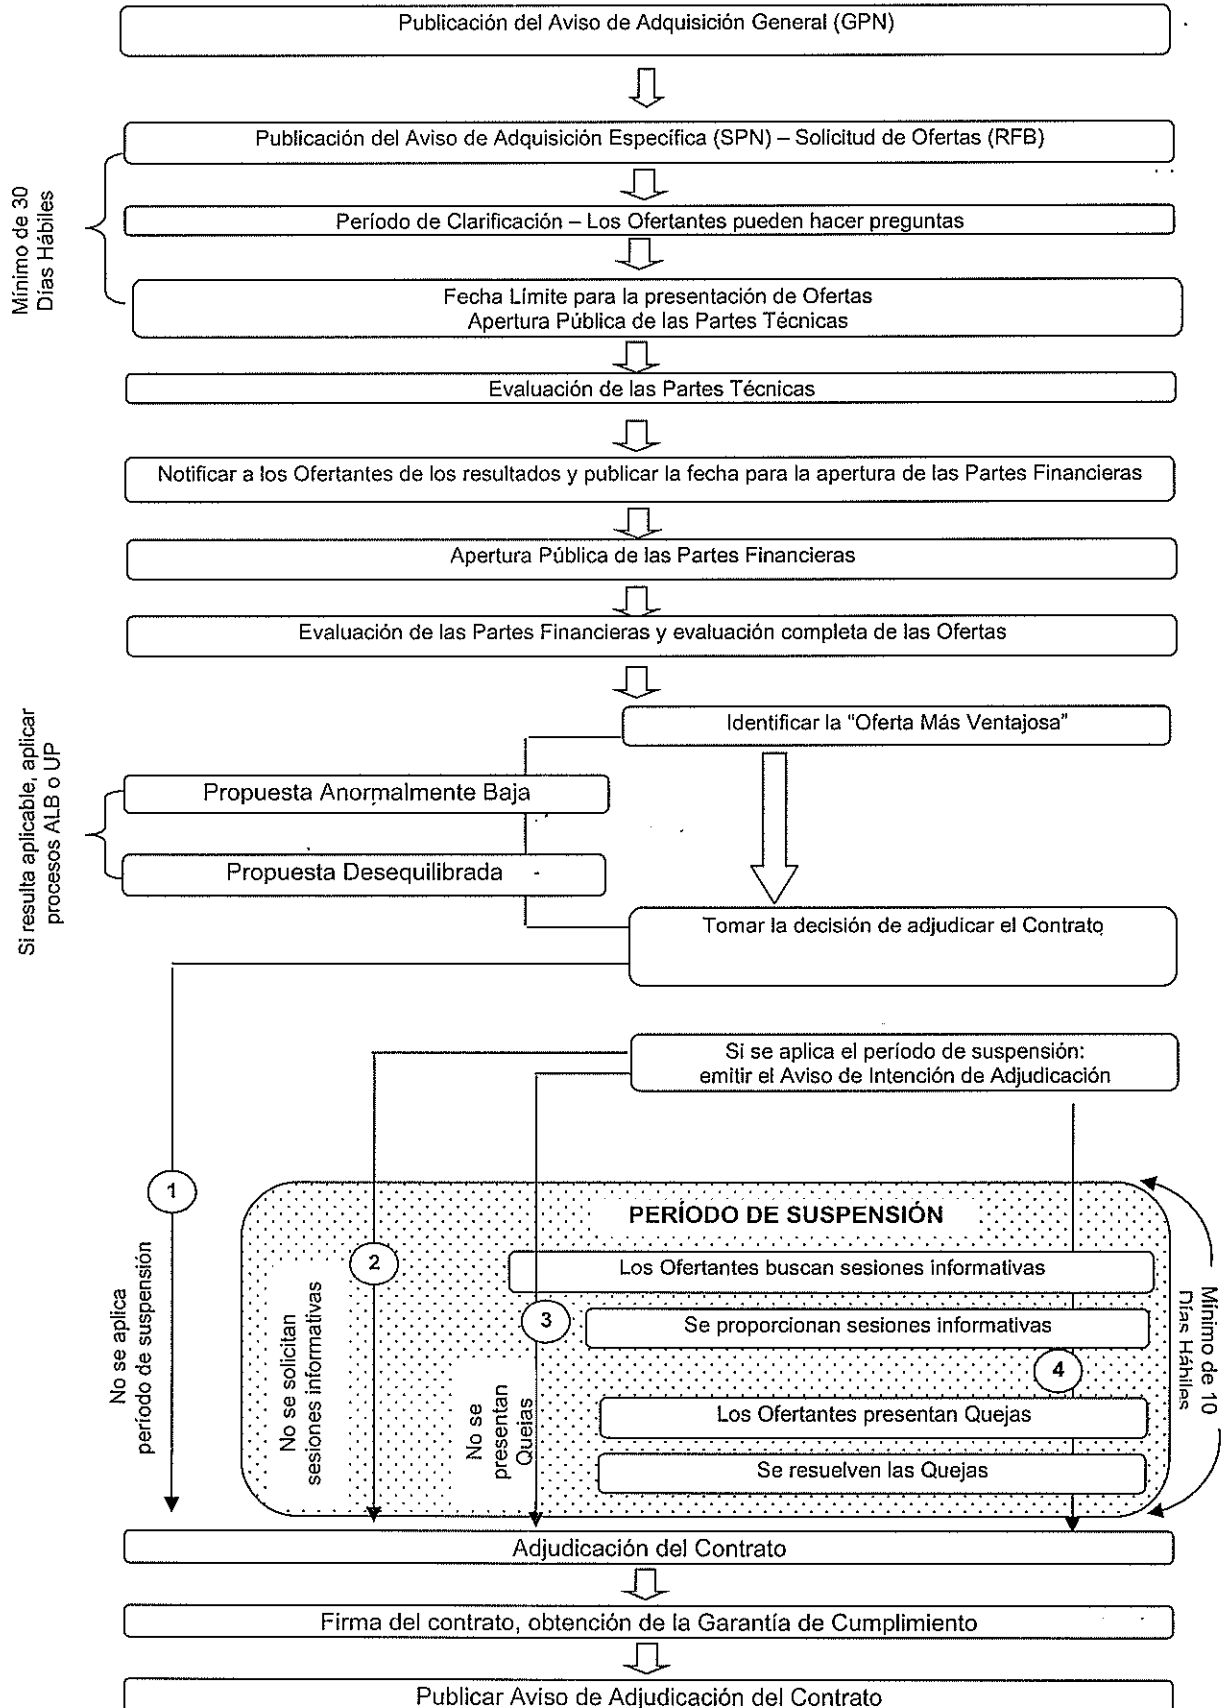 Publicación del Aviso de Adquisición General (GPN)
Publicación del Aviso de Adquisición Específica (SPN) – Solicitud de Ofertas (RFB)
Mínimo de 30
Días Hábiles
Período de Clarificación – Los Ofertantes pueden hacer preguntas
Fecha Límite para la presentación de Ofertas
Apertura Pública de las Partes Técnicas
Evaluación de las Partes Técnicas
Notificar a los Ofertantes de los resultados y publicar la fecha para la apertura de las Partes Financieras
Apertura Pública de las Partes Financieras
Evaluación de las Partes Financieras y evaluación completa de las Ofertas
Identificar la "Oferta Más Ventajosa"
Si resulta aplicable, aplicar
procesos ALB o UP
Propuesta Anormalmente Baja
Propuesta Desequilibrada
Tomar la decisión de adjudicar el Contrato
Si se aplica el período de suspensión:
emitir el Aviso de Intención de Adjudicación
1
No se aplica
período de suspensión
PERÍODO DE SUSPENSIÓN
2
No se solicitan
sesiones informativas
Los Ofertantes buscan sesiones informativas
3
No se
presentan
Quejas
Se proporcionan sesiones informativas
4
Los Ofertantes presentan Quejas
Se resuelven las Quejas
Mínimo de 10
Días Hábiles
Adjudicación del Contrato
Firma del contrato, obtención de la Garantía de Cumplimiento
Publicar Aviso de Adjudicación del Contrato